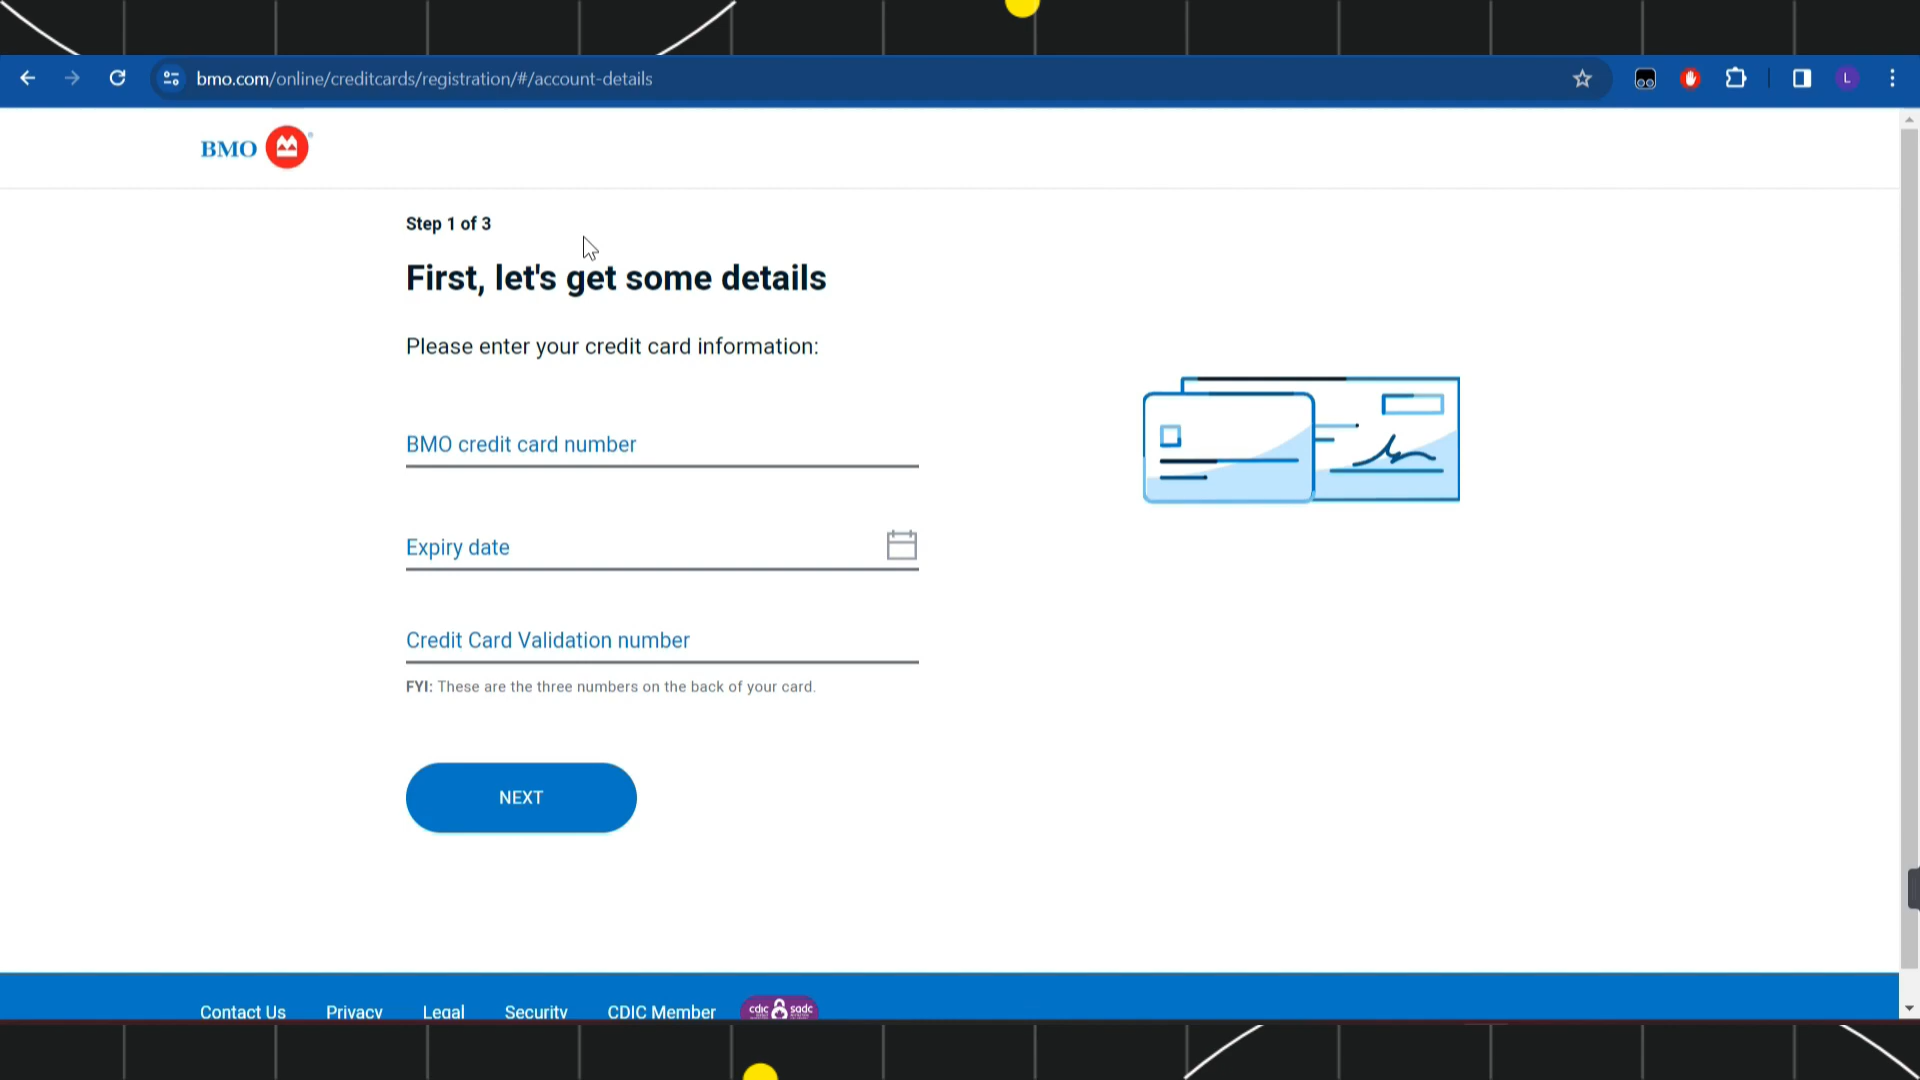 bmo.com/online/creditcards/registration/#/account-details
L
BMO
Step 1 of 3
First, let's get some details
Please enter your credit card information:
BMO credit card number
Expiry date
Credit Card Validation number
FYI: These are the three numbers on the back of your card.
NEXT
Contact Us Privacy Legal Security CDIC Member cdic sadc